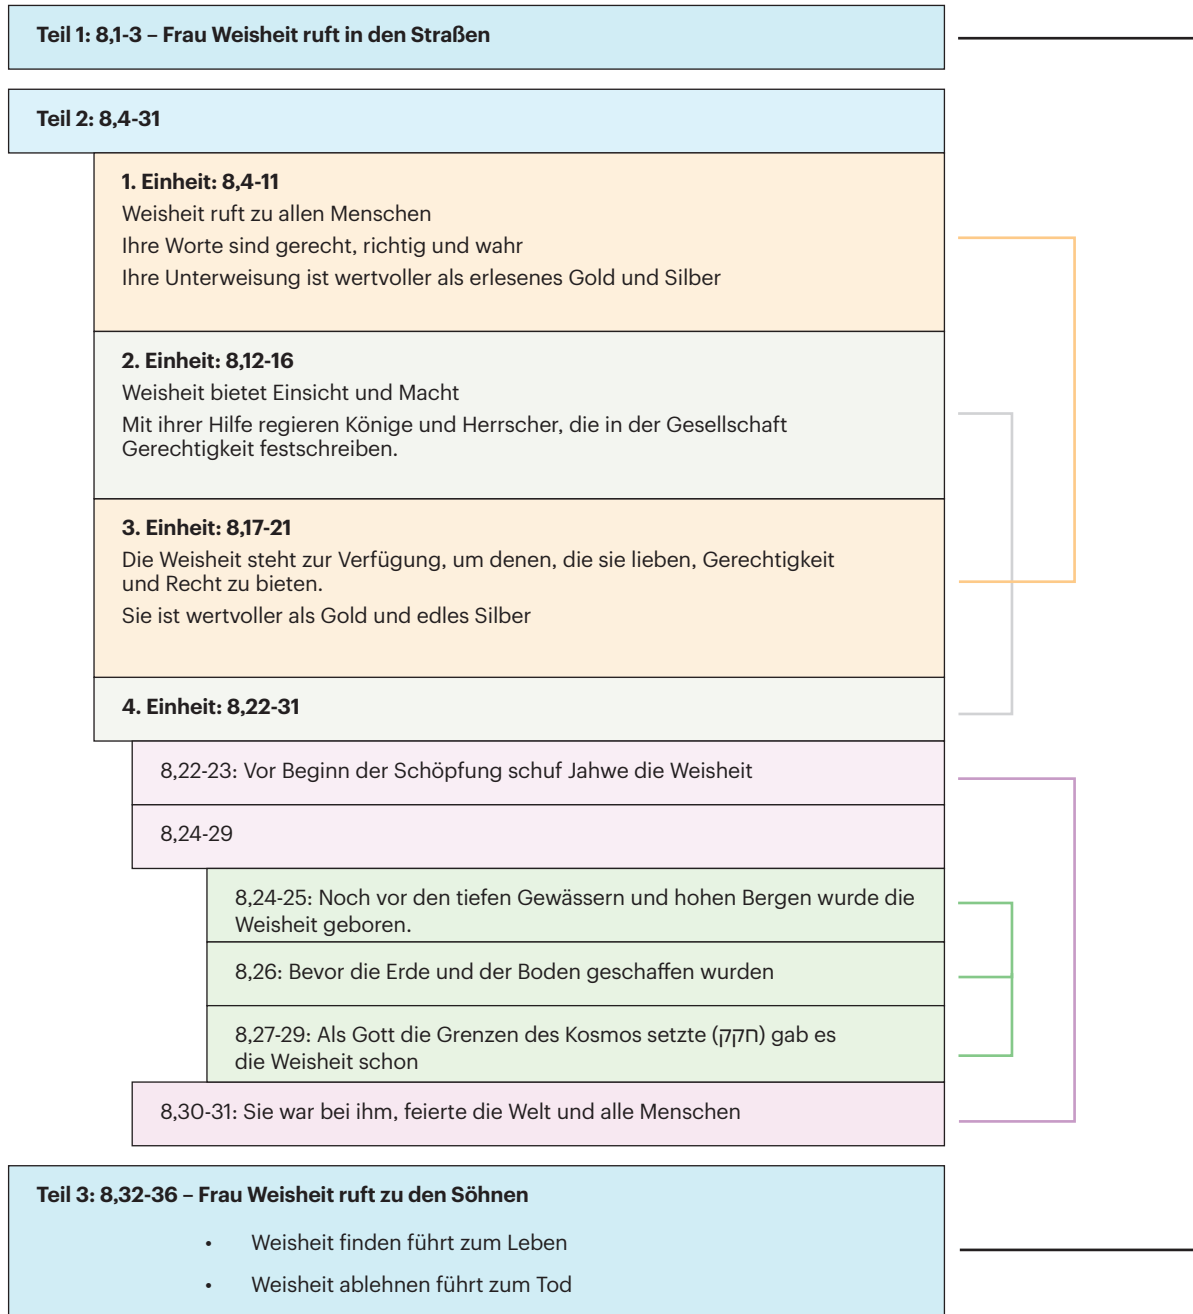 Teil 1: 8,1-3 – Frau Weisheit ruft in den Straßen
Teil 2: 8,4-31
1. Einheit: 8,4-11
Weisheit ruft zu allen Menschen
Ihre Worte sind gerecht, richtig und wahr
Ihre Unterweisung ist wertvoller als erlesenes Gold und Silber
2. Einheit: 8,12-16
Weisheit bietet Einsicht und Macht
Mit ihrer Hilfe regieren Könige und Herrscher, die in der Gesellschaft
Gerechtigkeit festschreiben.
3. Einheit: 8,17-21
Die Weisheit steht zur Verfügung, um denen, die sie lieben, Gerechtigkeit
und Recht zu bieten.
Sie ist wertvoller als Gold und edles Silber
4. Einheit: 8,22-31
8,22-23: Vor Beginn der Schöpfung schuf Jahwe die Weisheit
8,24-29
8,24-25: Noch vor den tiefen Gewässern und hohen Bergen wurde die
Weisheit geboren.
8,26: Bevor die Erde und der Boden geschaffen wurden
8,27-29: Als Gott die Grenzen des Kosmos setzte (חקק) gab es
die Weisheit schon
8,30-31: Sie war bei ihm, feierte die Welt und alle Menschen
Teil 3: 8,32-36 – Frau Weisheit ruft zu den Söhnen
• Weisheit finden führt zum Leben
• Weisheit ablehnen führt zum Tod